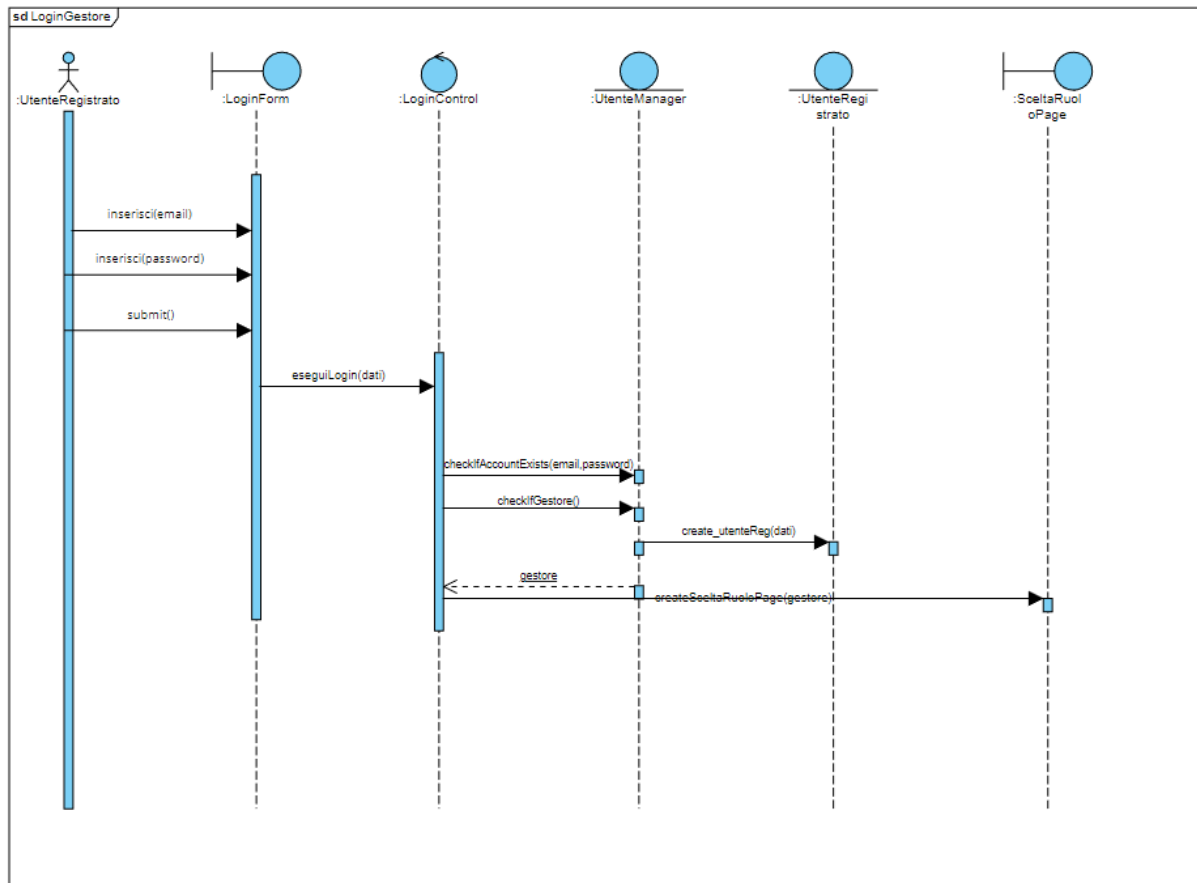 sd LoginGestore
:UtenteRegistrato
:LoginForm
:LoginControl
:UtenteManager
:UtenteRegi
strato
:SceltaRuol
oPage
inserisci(email)
inserisci(password)
submit()
eseguiLogin(dati)
checkIfAccountExists(email,password)
checkIfGestore()
create_utenteReg(dati)
gestore
createSceltaRuoloPage(gestore)